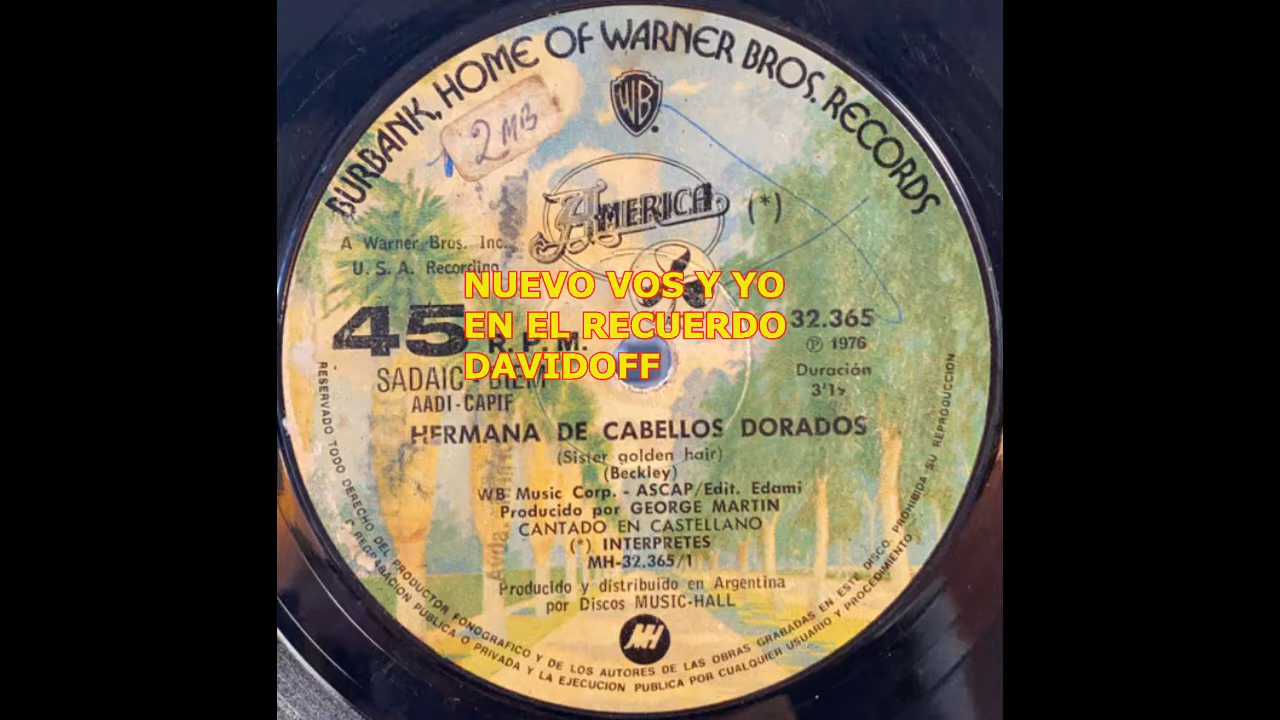 BURBANK, HOME OF WARNER BROS. RECORDS
2 MB
WB
AMERICA (*)
A Warner Bros. Inc.
U. S. A. Recording
NUEVO VOS Y YO
EN EL RECUERDO
DAVIDOFF
45 R. P. M.
32.365
℗ 1976
Duración
SADAIC - BIEM
AADI-CAPIF
HERMANA DE CABELLOS DORADOS
(Sister golden hair)
(Beckley)
WB Music Corp. - ASCAP/Edit. Edami
Producido por GEORGE MARTIN
CANTADO EN CASTELLANO
(*) INTERPRETES
MH-32.365/1
Producido y distribuído en Argentina
por Discos MUSIC-HALL
MH
RESERVADO TODO DERECHO DEL PRODUCTOR FONOGRAFICO Y DE LOS AUTORES DE LAS OBRAS GRABADAS EN ESTE DISCO. PROHIBIDA SU REPRODUCCION
REGRABACION PUBLICA O PRIVADA Y LA EJECUCION PUBLICA POR CUALQUIER USUARIO Y PROCEDIMIENTO